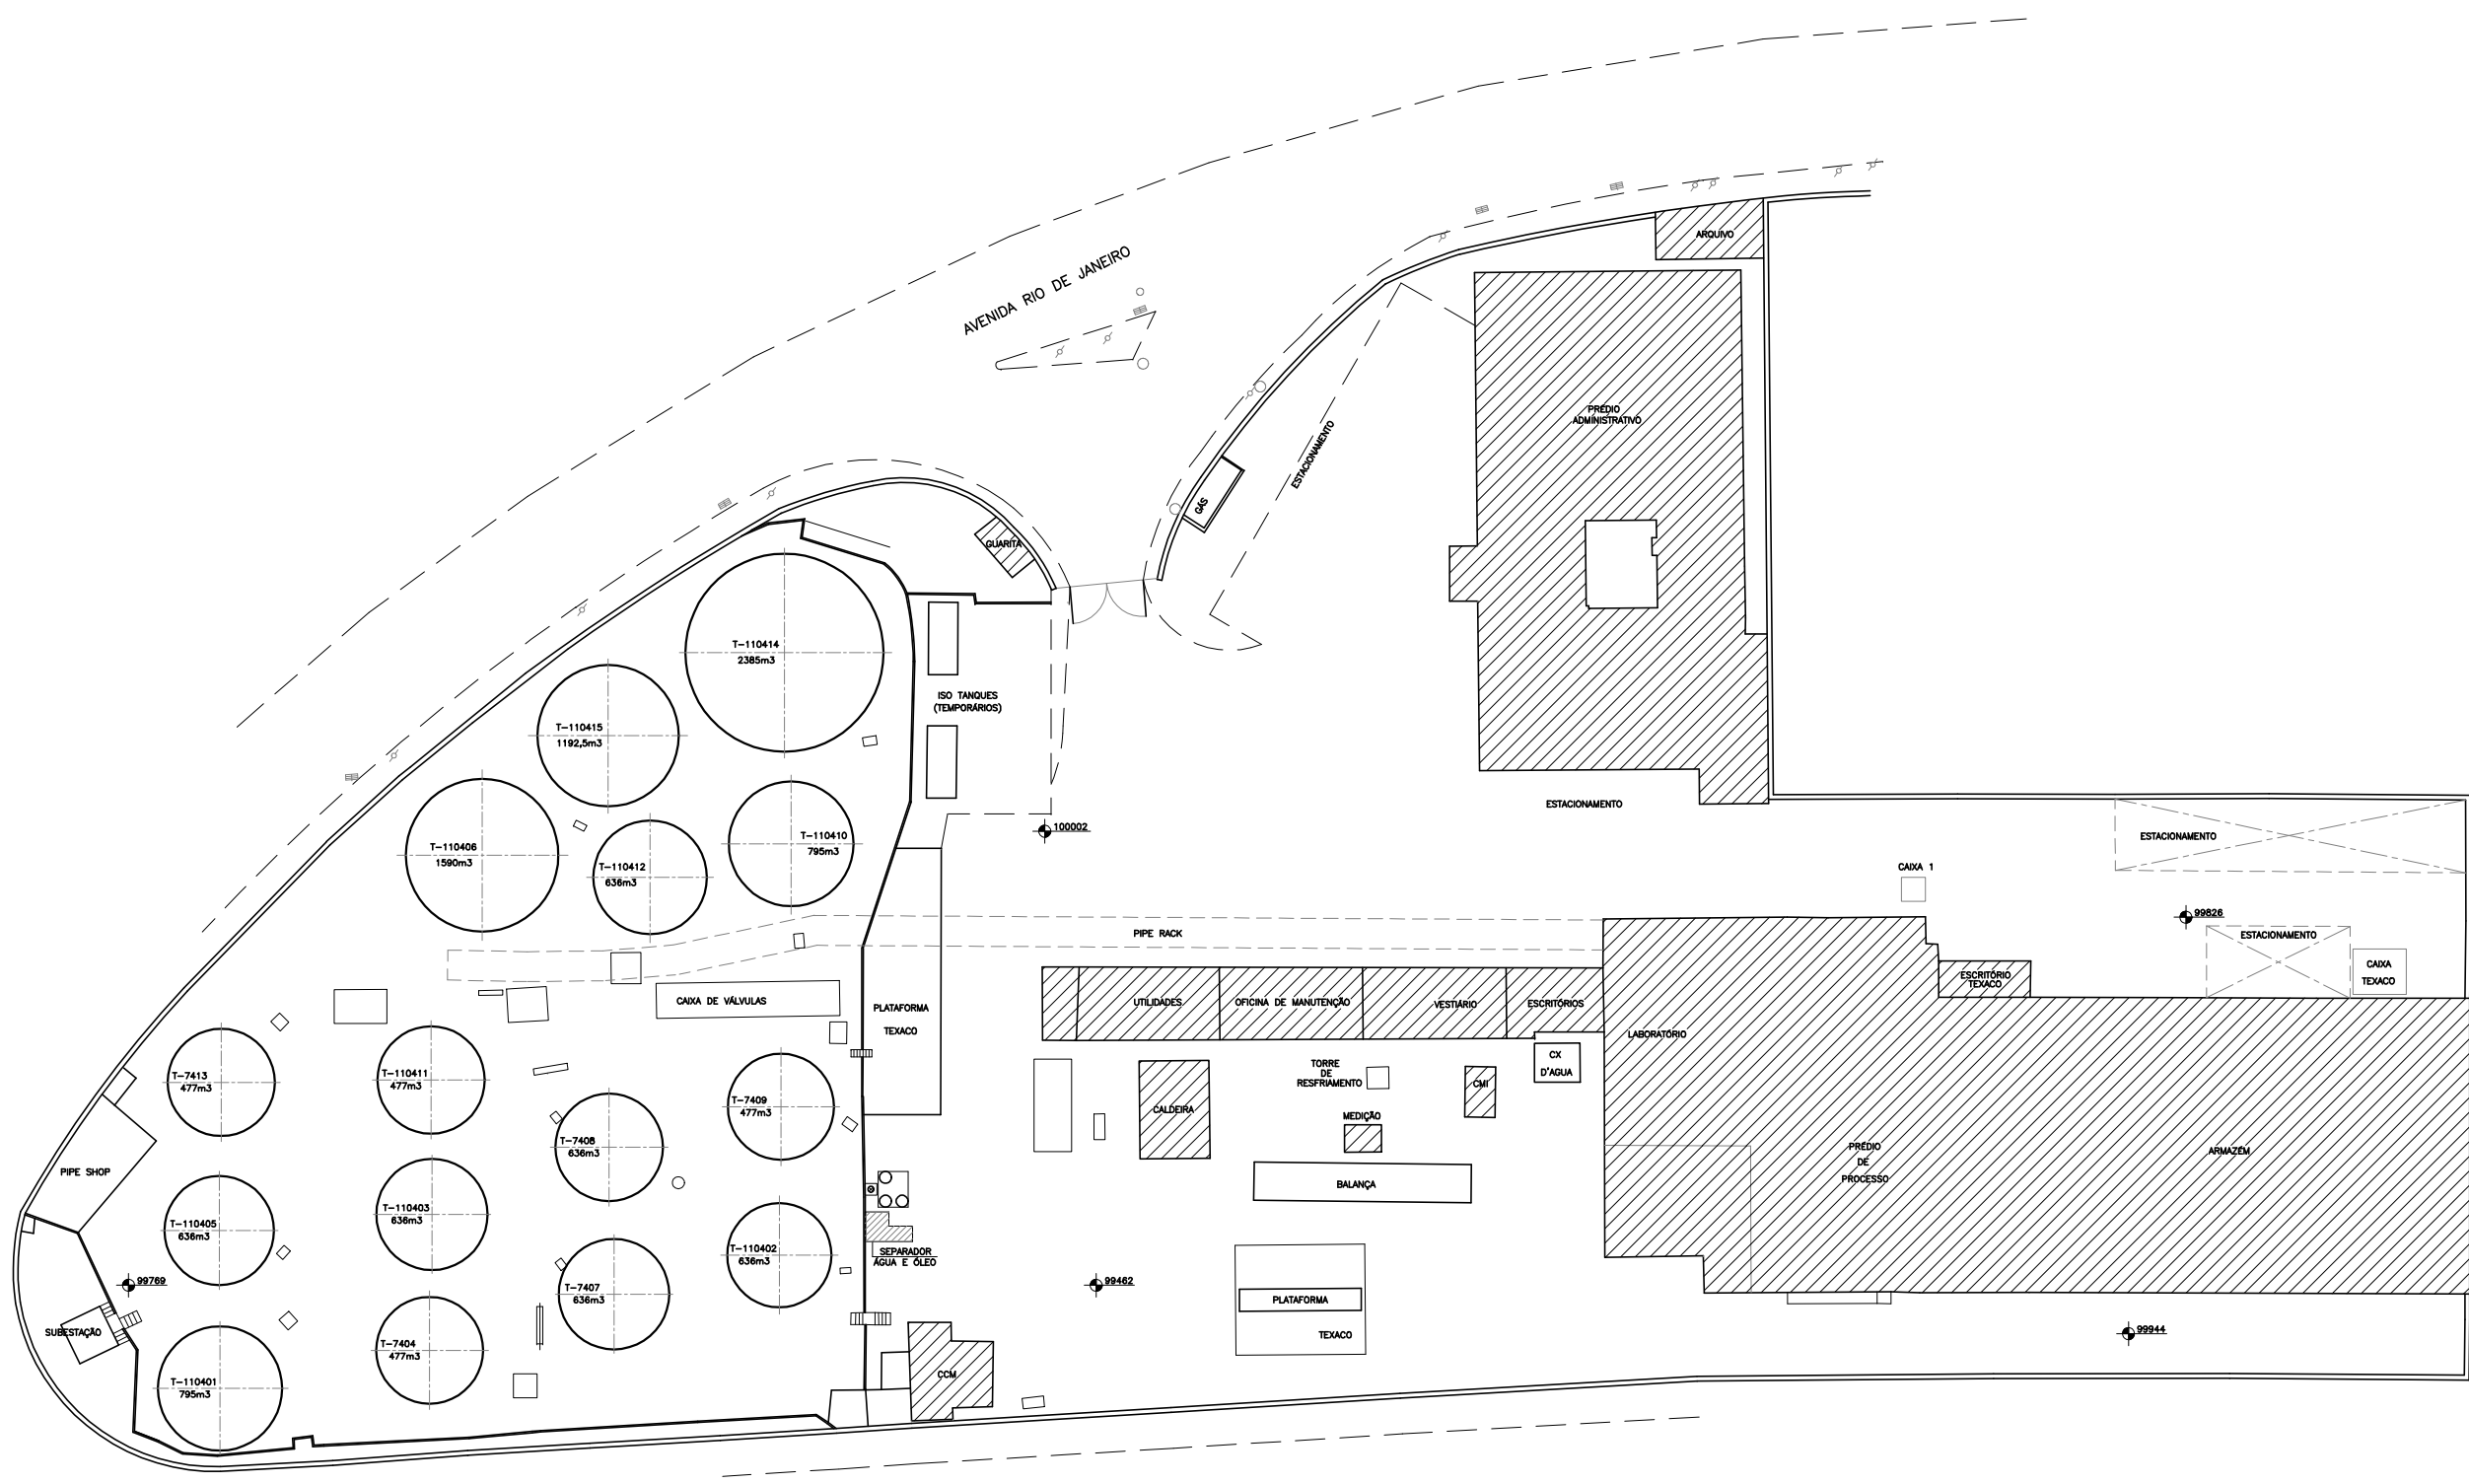 ARQUIVO
AVENIDA RIO DE JANEIRO
PRÉDIO
ADMINISTRATIVO
ESTACIONAMENTO
GÁS
GUARITA
T-110414
2385m3
ISO TANQUES
(TEMPORÁRIOS)
T-110415
1192,5m3
ESTACIONAMENTO
100002
T-110410
795m3
T-110406
1590m3
T-110412
636m3
ESTACIONAMENTO
CAIXA 1
99826
PIPE RACK
ESTACIONAMENTO
CAIXA
TEXACO
ESCRITÓRIO
TEXACO
CAIXA DE VÁLVULAS
PLATAFORMA
TEXACO
UTILIDADES
OFICINA DE MANUTENÇÃO
VESTIÁRIO
ESCRITÓRIOS
LABORATÓRIO
CX
D'AGUA
TORRE
DE
RESFRIAMENTO
CMI
T-7413
477m3
T-110411
477m3
T-7409
477m3
CALDEIRA
MEDIÇÃO
T-7408
636m3
PRÉDIO
DE
PROCESSO
ARMAZÉM
PIPE SHOP
BALANÇA
T-110405
636m3
T-110403
636m3
T-110402
636m3
SEPARADOR
ÁGUA E ÓLEO
99769
T-7407
636m3
99462
PLATAFORMA
TEXACO
99944
SUBESTAÇÃO
T-7404
477m3
CCM
T-110401
795m3